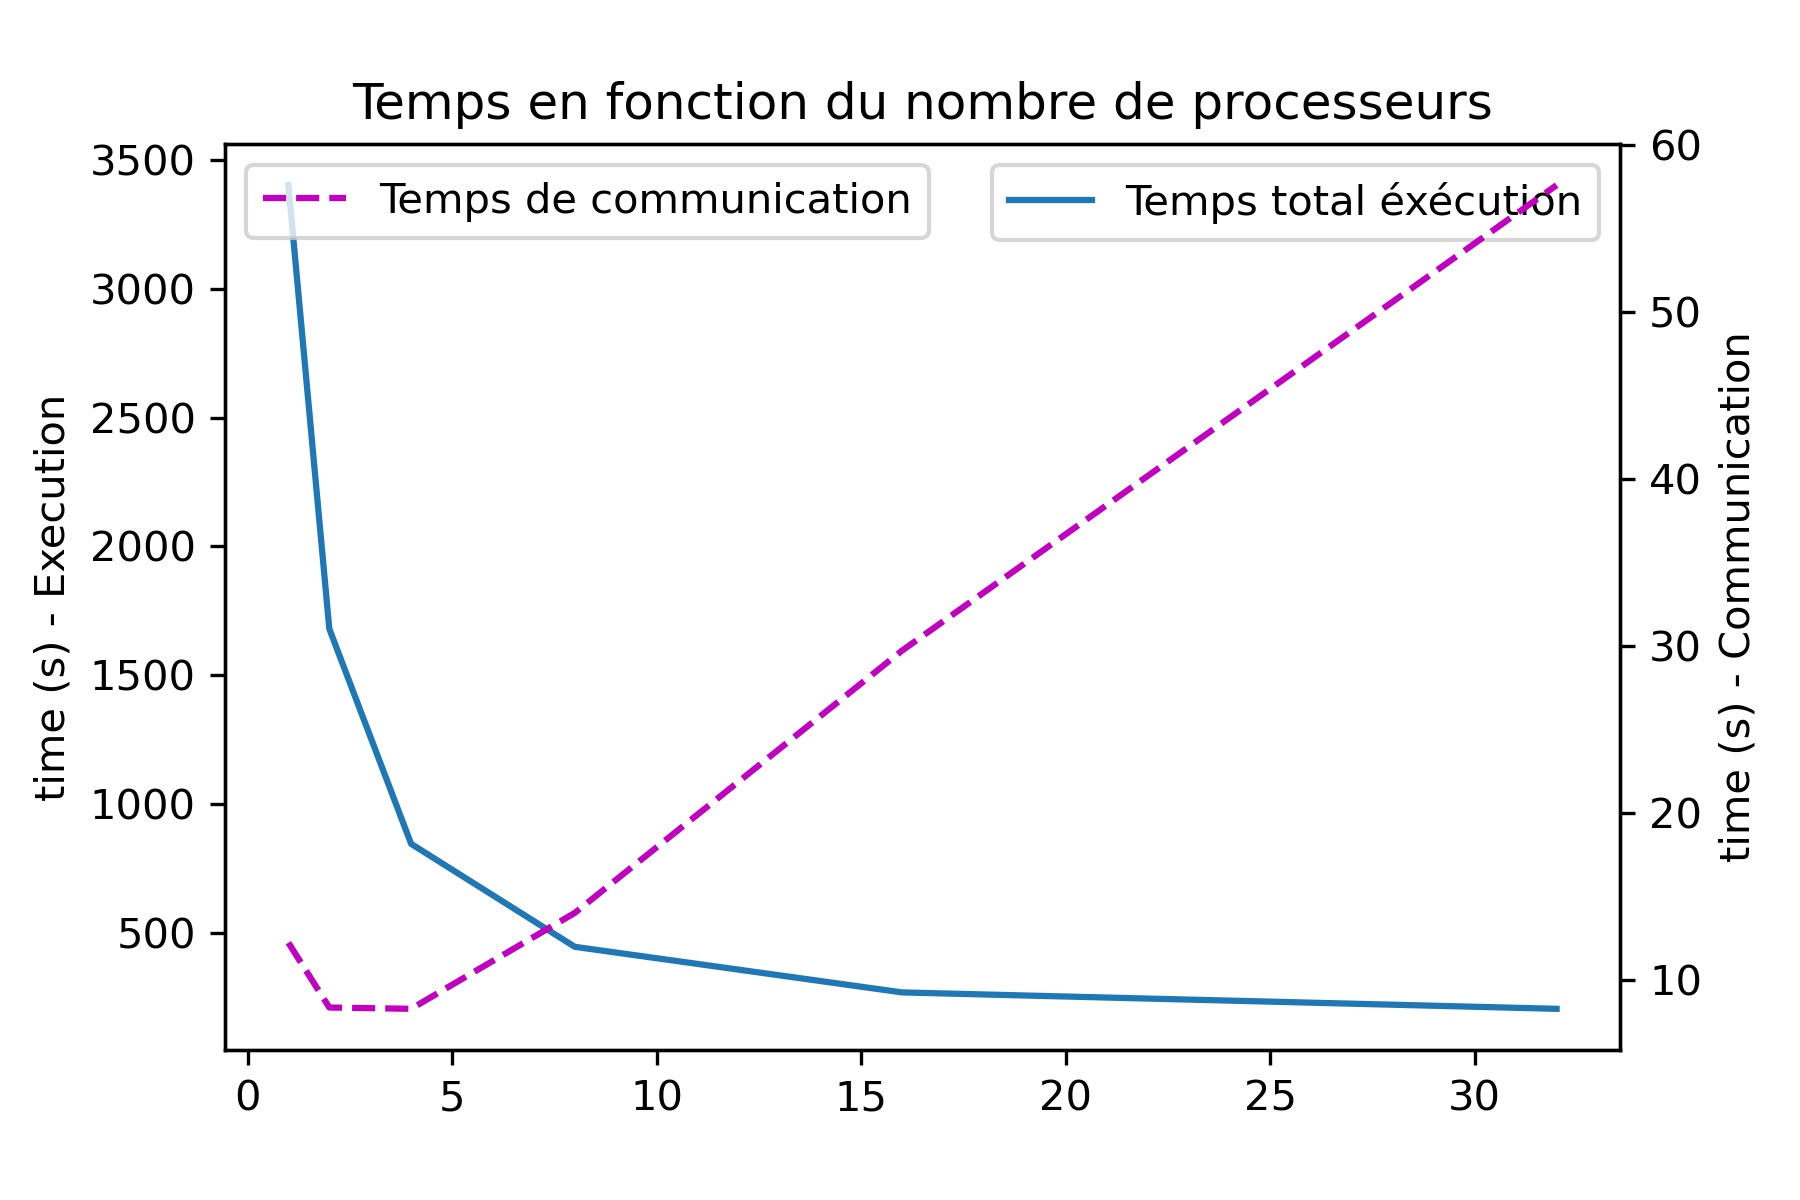 Temps en fonction du nombre de processeurs
Temps de communication
Temps total éxécution
3500
3000
2500
2000
1500
1000
500
time (s) - Execution
60
50
40
30
20
10
time (s) - Communication
0 5 10 15 20 25 30